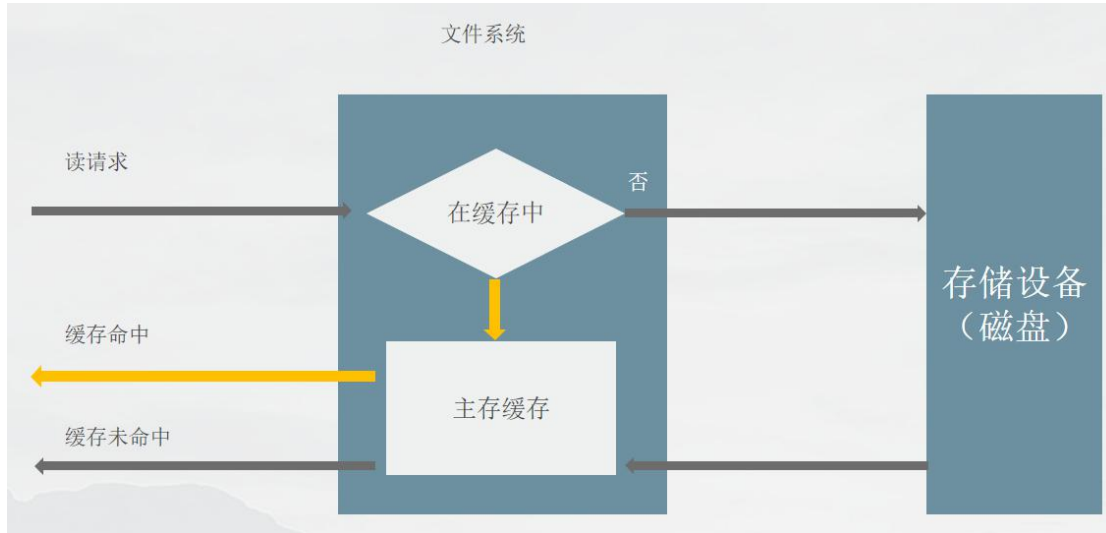 文件系统
读请求
在缓存中
否
存储设备
（磁盘）
缓存命中
主存缓存
缓存未命中